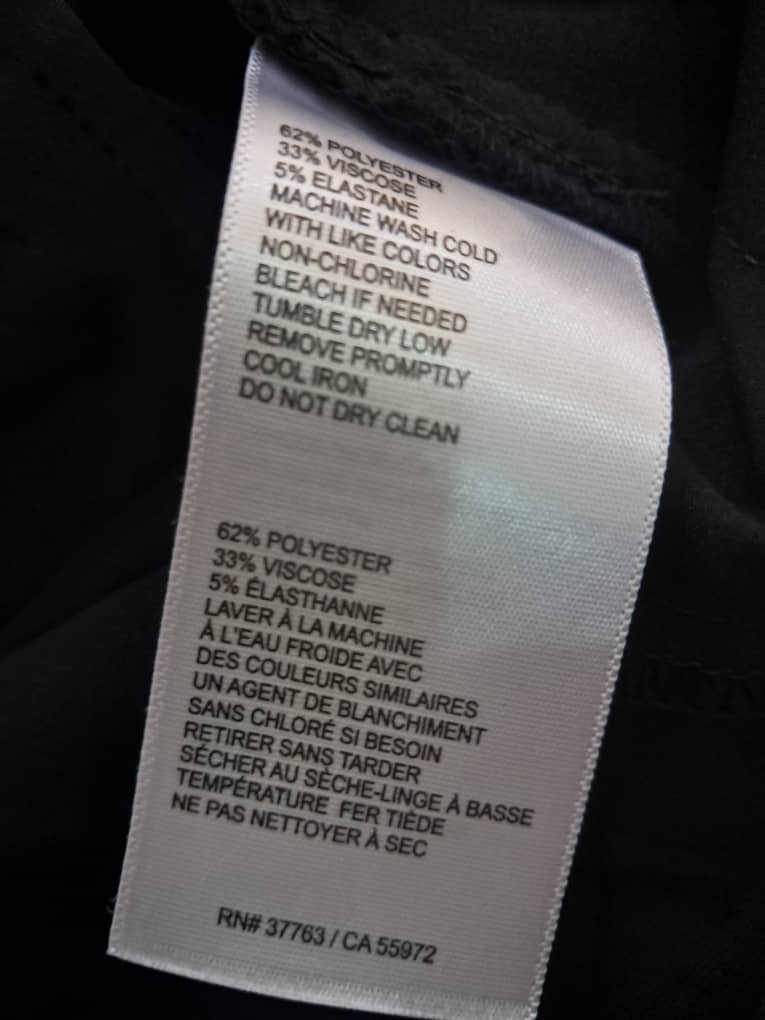 62% POLYESTER
33% VISCOSE
5% ELASTANE
MACHINE WASH COLD
WITH LIKE COLORS
NON-CHLORINE
BLEACH IF NEEDED
TUMBLE DRY LOW
REMOVE PROMPTLY
COOL IRON
DO NOT DRY CLEAN
62% POLYESTER
33% VISCOSE
5% ÉLASTHANNE
LAVER À LA MACHINE
À L'EAU FROIDE AVEC
DES COULEURS SIMILAIRES
UN AGENT DE BLANCHIMENT
SANS CHLORÉ SI BESOIN
RETIRER SANS TARDER
SÉCHER AU SÈCHE-LINGE À BASSE
TEMPÉRATURE FER TIÈDE
NE PAS NETTOYER À SEC
RN# 37763 / CA 55972